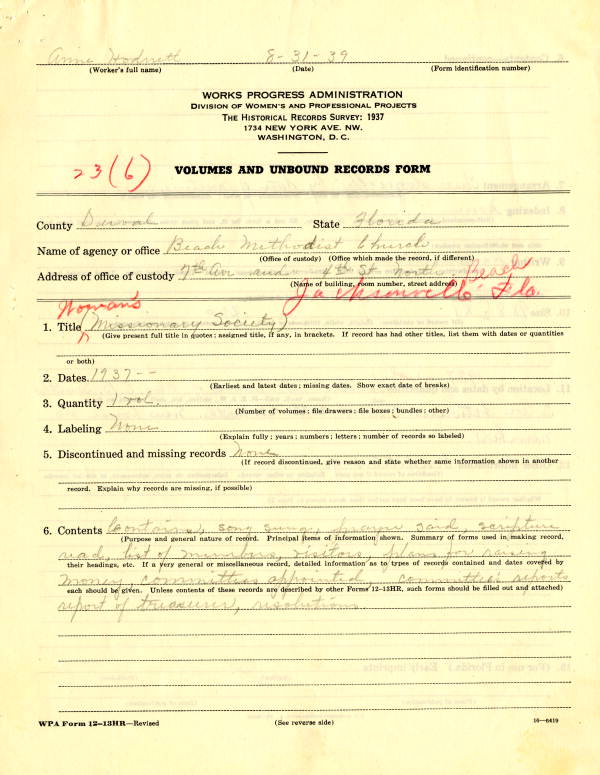 Anna Hodnett 8-31-39
(Worker's full name) (Date) (Form identification number)
WORKS PROGRESS ADMINISTRATION
DIVISION OF WOMEN'S AND PROFESSIONAL PROJECTS
THE HISTORICAL RECORDS SURVEY: 1937
1734 NEW YORK AVE. NW.
WASHINGTON, D. C.
23(6) VOLUMES AND UNBOUND RECORDS FORM
County Duval State Florida
Name of agency or office Beach Methodist Church
(Office of custody) (Office which made the record, if different)
Address of office of custody 7th Av and 4th St North Beach
(Name of building, room number, street address)
Jacksonville Fla.
Woman's
1. Title (Missionary Society)
(Give present full title in quotes; assigned title, if any, in brackets. If record has had other titles, list them with dates or quantities
or both)
2. Dates 1937--
(Earliest and latest dates; missing dates. Show exact date of breaks)
3. Quantity 1 vol.
(Number of volumes; file drawers; file boxes; bundles; other)
4. Labeling None
(Explain fully; years; numbers; letters; number of records so labeled)
5. Discontinued and missing records None
(If record discontinued, give reason and state whether same information shown in another
record. Explain why records are missing, if possible)
6. Contents Contains, song sung, prayer said, scripture
(Purpose and general nature of record. Principal items of information shown. Summary of forms used in making record,
read, list of members, visitors, plans for raising
their headings, etc. If a very general or miscellaneous record, detailed information as to types of records contained and dates covered by
money, committees appointed, committee reports
each should be given. Unless contents of these records are described by other Forms 12-13HR, such forms should be filled out and attached)
report of treasurer, resolutions
WPA Form 12-13HR—Revised (See reverse side) 16—6419